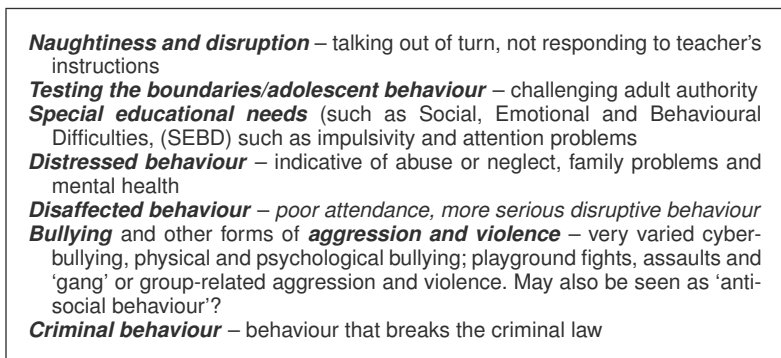 Naughtiness and disruption – talking out of turn, not responding to teacher's
instructions
Testing the boundaries/adolescent behaviour – challenging adult authority
Special educational needs (such as Social, Emotional and Behavioural
Difficulties, (SEBD) such as impulsivity and attention problems
Distressed behaviour – indicative of abuse or neglect, family problems and
mental health
Disaffected behaviour – poor attendance, more serious disruptive behaviour
Bullying and other forms of aggression and violence – very varied cyber-
bullying, physical and psychological bullying; playground fights, assaults and
'gang' or group-related aggression and violence. May also be seen as 'anti-
social behaviour'?
Criminal behaviour – behaviour that breaks the criminal law